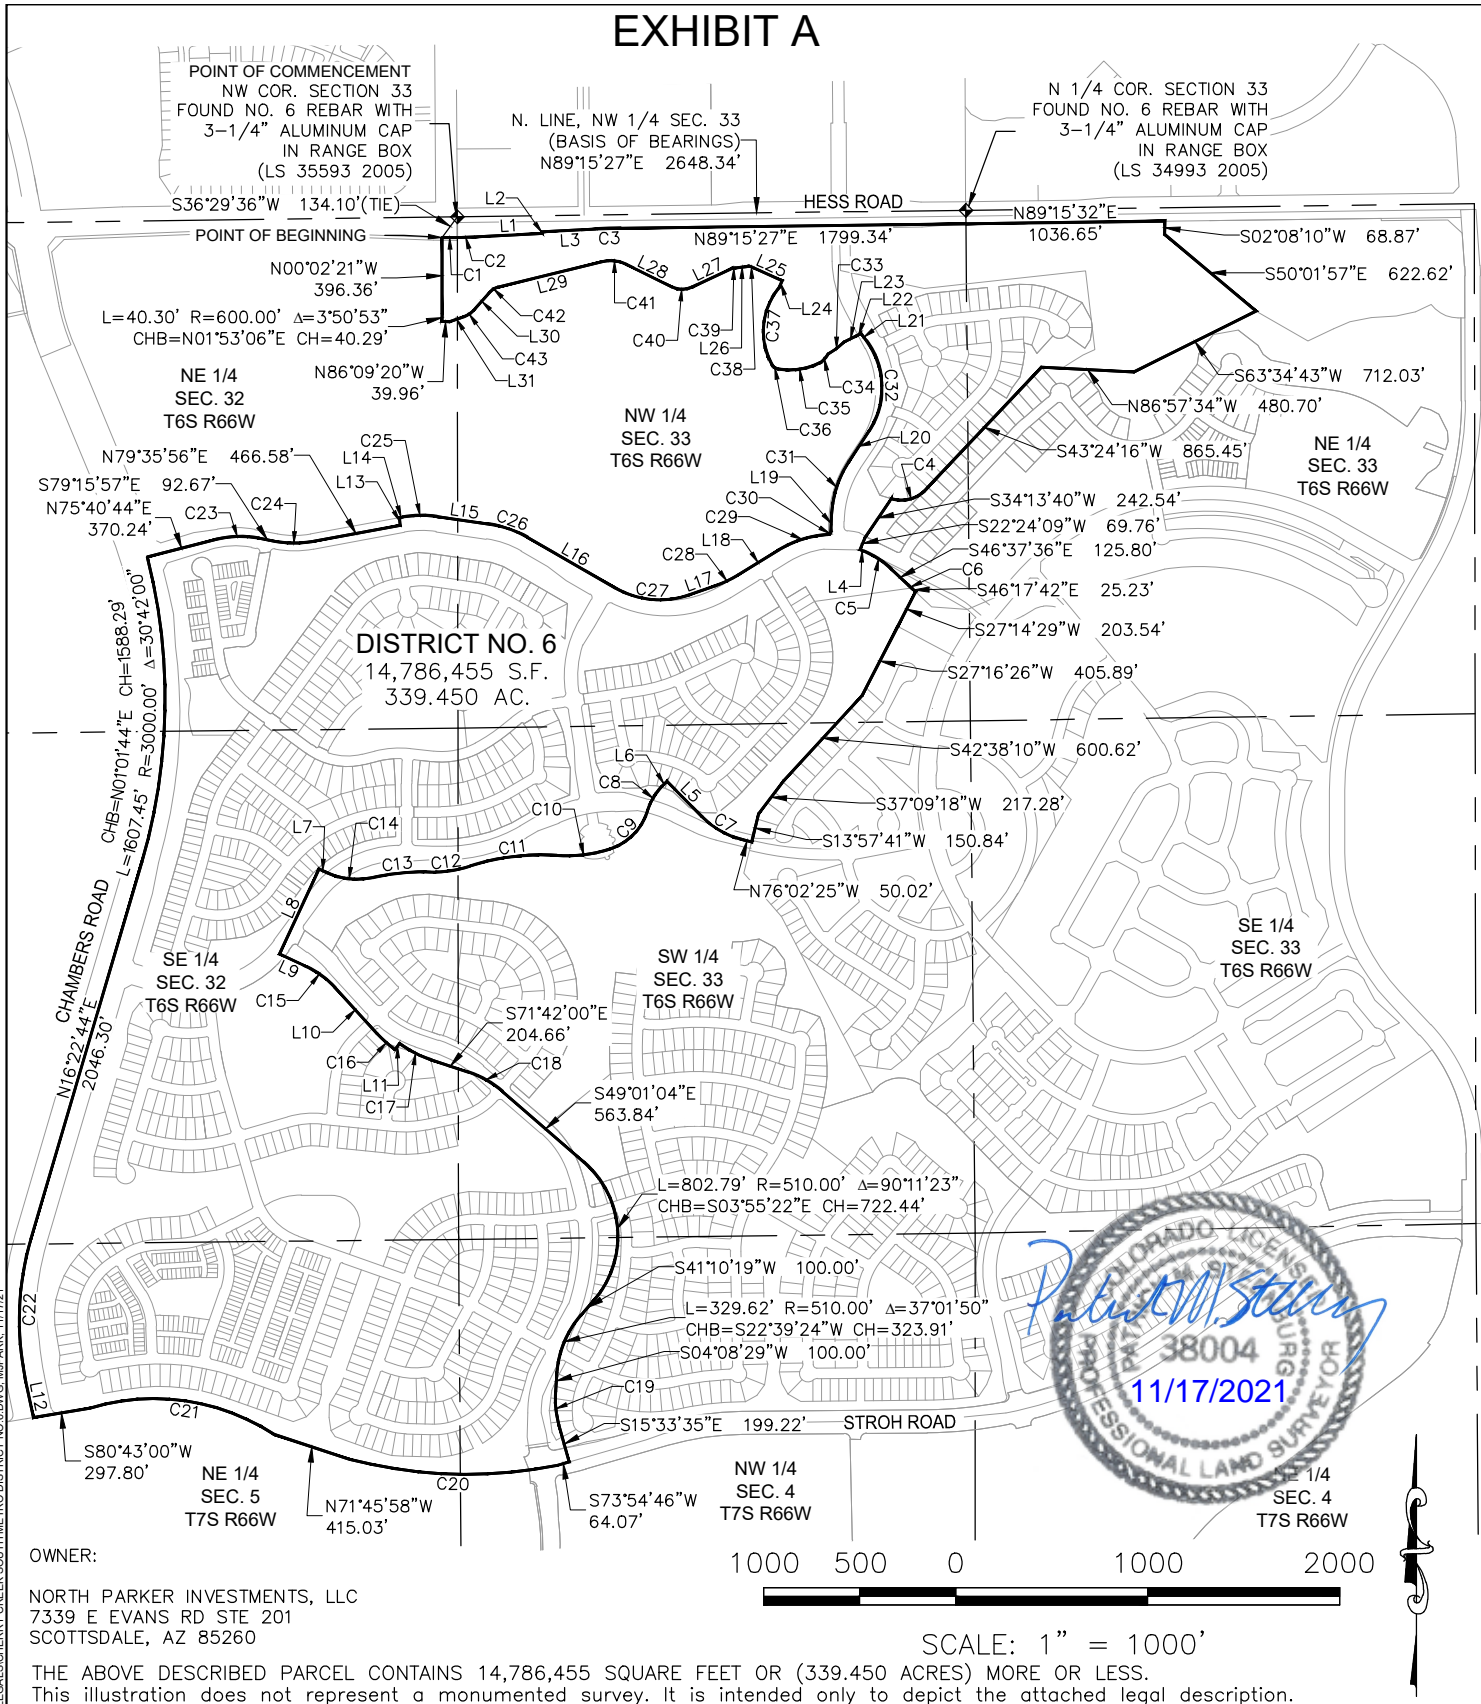 EXHIBIT A
POINT OF COMMENCEMENT
NW COR. SECTION 33
FOUND NO. 6 REBAR WITH
3-1/4" ALUMINUM CAP
IN RANGE BOX
(LS 35593 2005)
N. LINE, NW 1/4 SEC. 33
(BASIS OF BEARINGS)
N89°15'27"E 2648.34'
N 1/4 COR. SECTION 33
FOUND NO. 6 REBAR WITH
3-1/4" ALUMINUM CAP
IN RANGE BOX
(LS 34993 2005)
S36°29'36"W 134.10'(TIE)
L2
HESS ROAD
N89°15'32"E
1036.65'
POINT OF BEGINNING
L1
L3
C3
N89°15'27"E 1799.34'
S02°08'10"W 68.87'
N00°02'21"W
396.36'
C1
C2
L29
L28
L27
L25
C33
L23
L22
L21
L24
S50°01'57"E 622.62'
C41
C42
C37
L=40.30' R=600.00' Δ=3°50'53"
CHB=N01°53'06"E CH=40.29'
L30
C43
L31
C40
C39
L26
C38
C34
C35
C36
C32
N86°09'20"W
39.96'
S63°34'43"W 712.03'
N86°57'34"W 480.70'
NE 1/4
SEC. 32
T6S R66W
NW 1/4
SEC. 33
T6S R66W
NE 1/4
SEC. 33
T6S R66W
L20
S43°24'16"W 865.45'
C25
L14
L13
N79°35'56"E 466.58'
S79°15'57"E 92.67'
N75°40'44"E
370.24'
C23
C24
L15
C26
L16
C27
L17
C28
L18
C29
C30
L19
C31
C4
S34°13'40"W 242.54'
S22°24'09"W 69.76'
S46°37'36"E 125.80'
C6
S46°17'42"E 25.23'
L4
C5
S27°14'29"W 203.54'
S27°16'26"W 405.89'
DISTRICT NO. 6
14,786,455 S.F.
339.450 AC.
CHB=N01°01'44"E CH=1588.29'
L=1607.45' R=3000.00' Δ=30°42'00"
S42°38'10"W 600.62'
L6
C8
L5
C10
C9
C7
S37°09'18"W 217.28'
S13°57'41"W 150.84'
N76°02'25"W 50.02'
L7
C14
C13
C12
C11
L8
L9
CHAMBERS ROAD
N16°22'44"E
2046.30'
SE 1/4
SEC. 32
T6S R66W
SW 1/4
SEC. 33
T6S R66W
SE 1/4
SEC. 33
T6S R66W
C15
L10
C16
L11
C17
S71°42'00"E
204.66'
C18
S49°01'04"E
563.84'
L=802.79' R=510.00' Δ=90°11'23"
CHB=S03°55'22"E CH=722.44'
S41°10'19"W 100.00'
L=329.62' R=510.00' Δ=37°01'50"
CHB=S22°39'24"W CH=323.91'
S04°08'29"W 100.00'
C19
S15°33'35"E 199.22'
STROH ROAD
COLORADO LICENSED
38004
PROFESSIONAL LAND SURVEYOR
11/17/2021
C22
L12
C21
S80°43'00"W
297.80'
C20
N71°45'58"W
415.03'
S73°54'46"W
64.07'
NE 1/4
SEC. 5
T7S R66W
NW 1/4
SEC. 4
T7S R66W
NE 1/4
SEC. 4
T7S R66W
OWNER:
NORTH PARKER INVESTMENTS, LLC
7339 E EVANS RD STE 201
SCOTTSDALE, AZ 85260
1000 500 0 1000 2000
SCALE: 1" = 1000'
THE ABOVE DESCRIBED PARCEL CONTAINS 14,786,455 SQUARE FEET OR (339.450 ACRES) MORE OR LESS.
This illustration does not represent a monumented survey. It is intended only to depict the attached legal description.